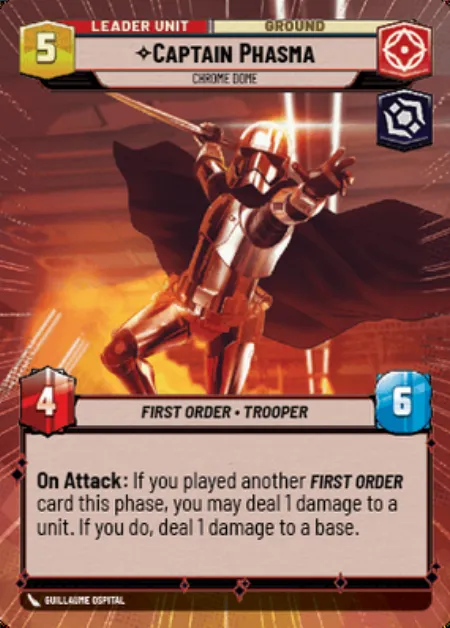 LEADER UNIT GROUND
5
✧CAPTAIN PHASMA
CHROME DOME
4
FIRST ORDER • TROOPER
6
On Attack: If you played another FIRST ORDER
card this phase, you may deal 1 damage to a
unit. If you do, deal 1 damage to a base.
GUILLAUME OSPITAL